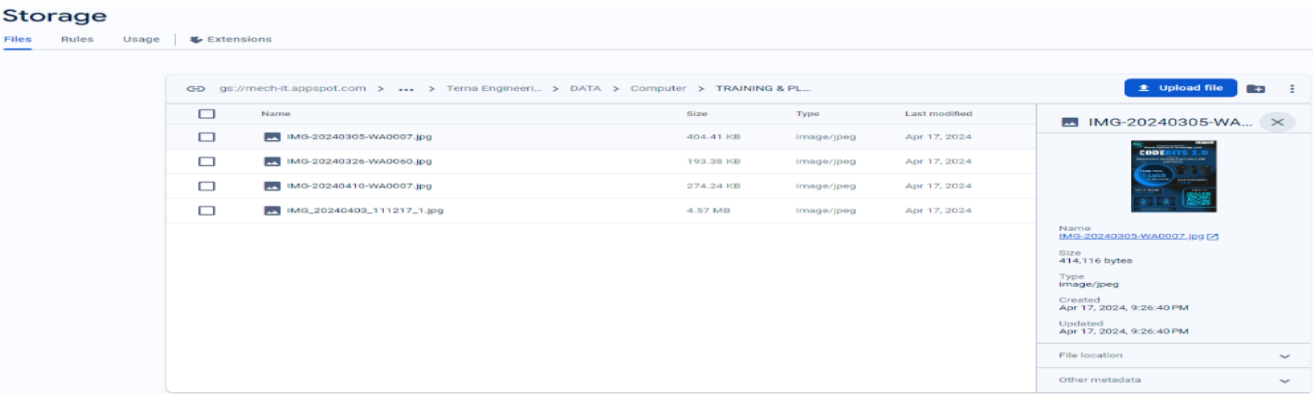 Storage
Files Rules Usage Extensions
gs://mech-it.appspot.com > ... > Terna Engineeri... > DATA > Computer > TRAINING & PL... Upload file
Name Size Type Last modified
IMG-20240305-WA0007.jpg 404.41 KB image/jpeg Apr 17, 2024
IMG-20240326-WA0060.jpg 193.38 KB image/jpeg Apr 17, 2024
IMG-20240410-WA0007.jpg 274.24 KB image/jpeg Apr 17, 2024
IMG_20240403_111217_1.jpg 4.57 MB image/jpeg Apr 17, 2024
IMG-20240305-WA...
CODEBITS 2.0
Name
IMG-20240305-WA0007.jpg
Size
414,116 bytes
Type
image/jpeg
Created
Apr 17, 2024, 9:26:40 PM
Updated
Apr 17, 2024, 9:26:40 PM
File location
Other metadata